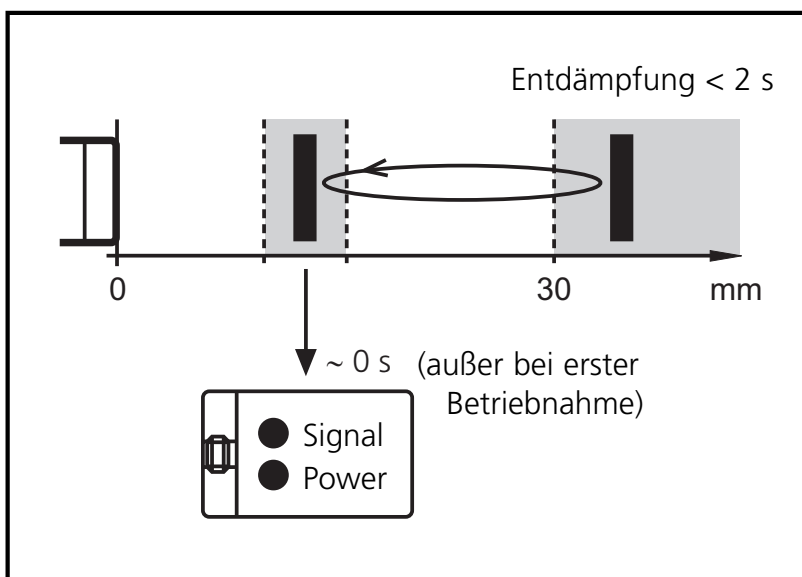 Entdämpfung < 2 s
0
30
mm
~ 0 s (außer bei erster
Betriebnahme)
Signal
Power